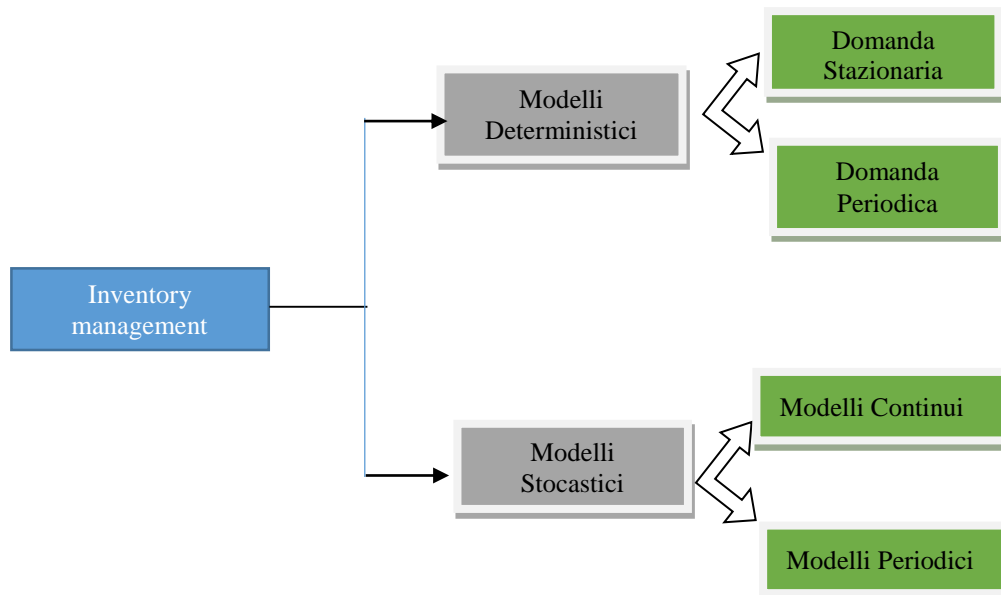 Domanda
Stazionaria
Modelli
Deterministici
Domanda
Periodica
Inventory
management
Modelli Continui
Modelli
Stocastici
Modelli Periodici